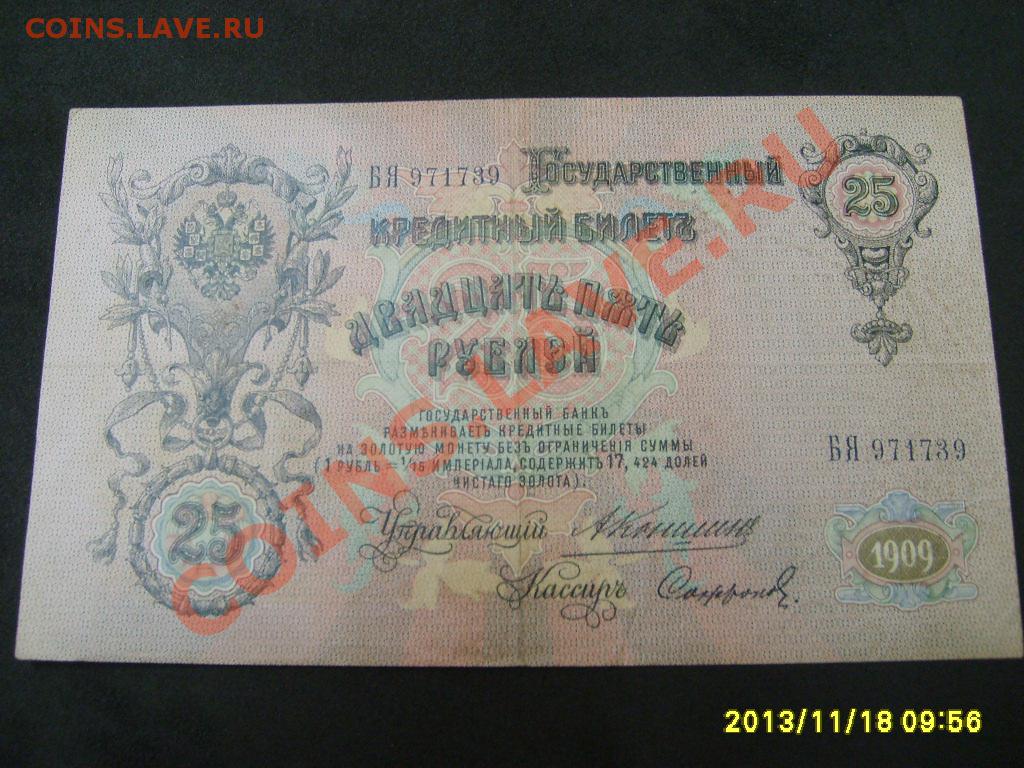 COINS.LAVE.RU
БЯ 971739
Государственный
Кредитный Билетъ
25
Двадцать пять
рублей
Государственный банкъ
размѣниваетъ кредитные билеты
на золотую монету безъ ограниченія суммы
(1 рубль = 1/15 имперіала, содержитъ 17, 424 долей
чистаго золота).
БЯ 971739
25
Управляющій АКоншинъ
1909
Кассиръ Софроновъ.
COINS.LAVE.RU
2013/11/18 09:56